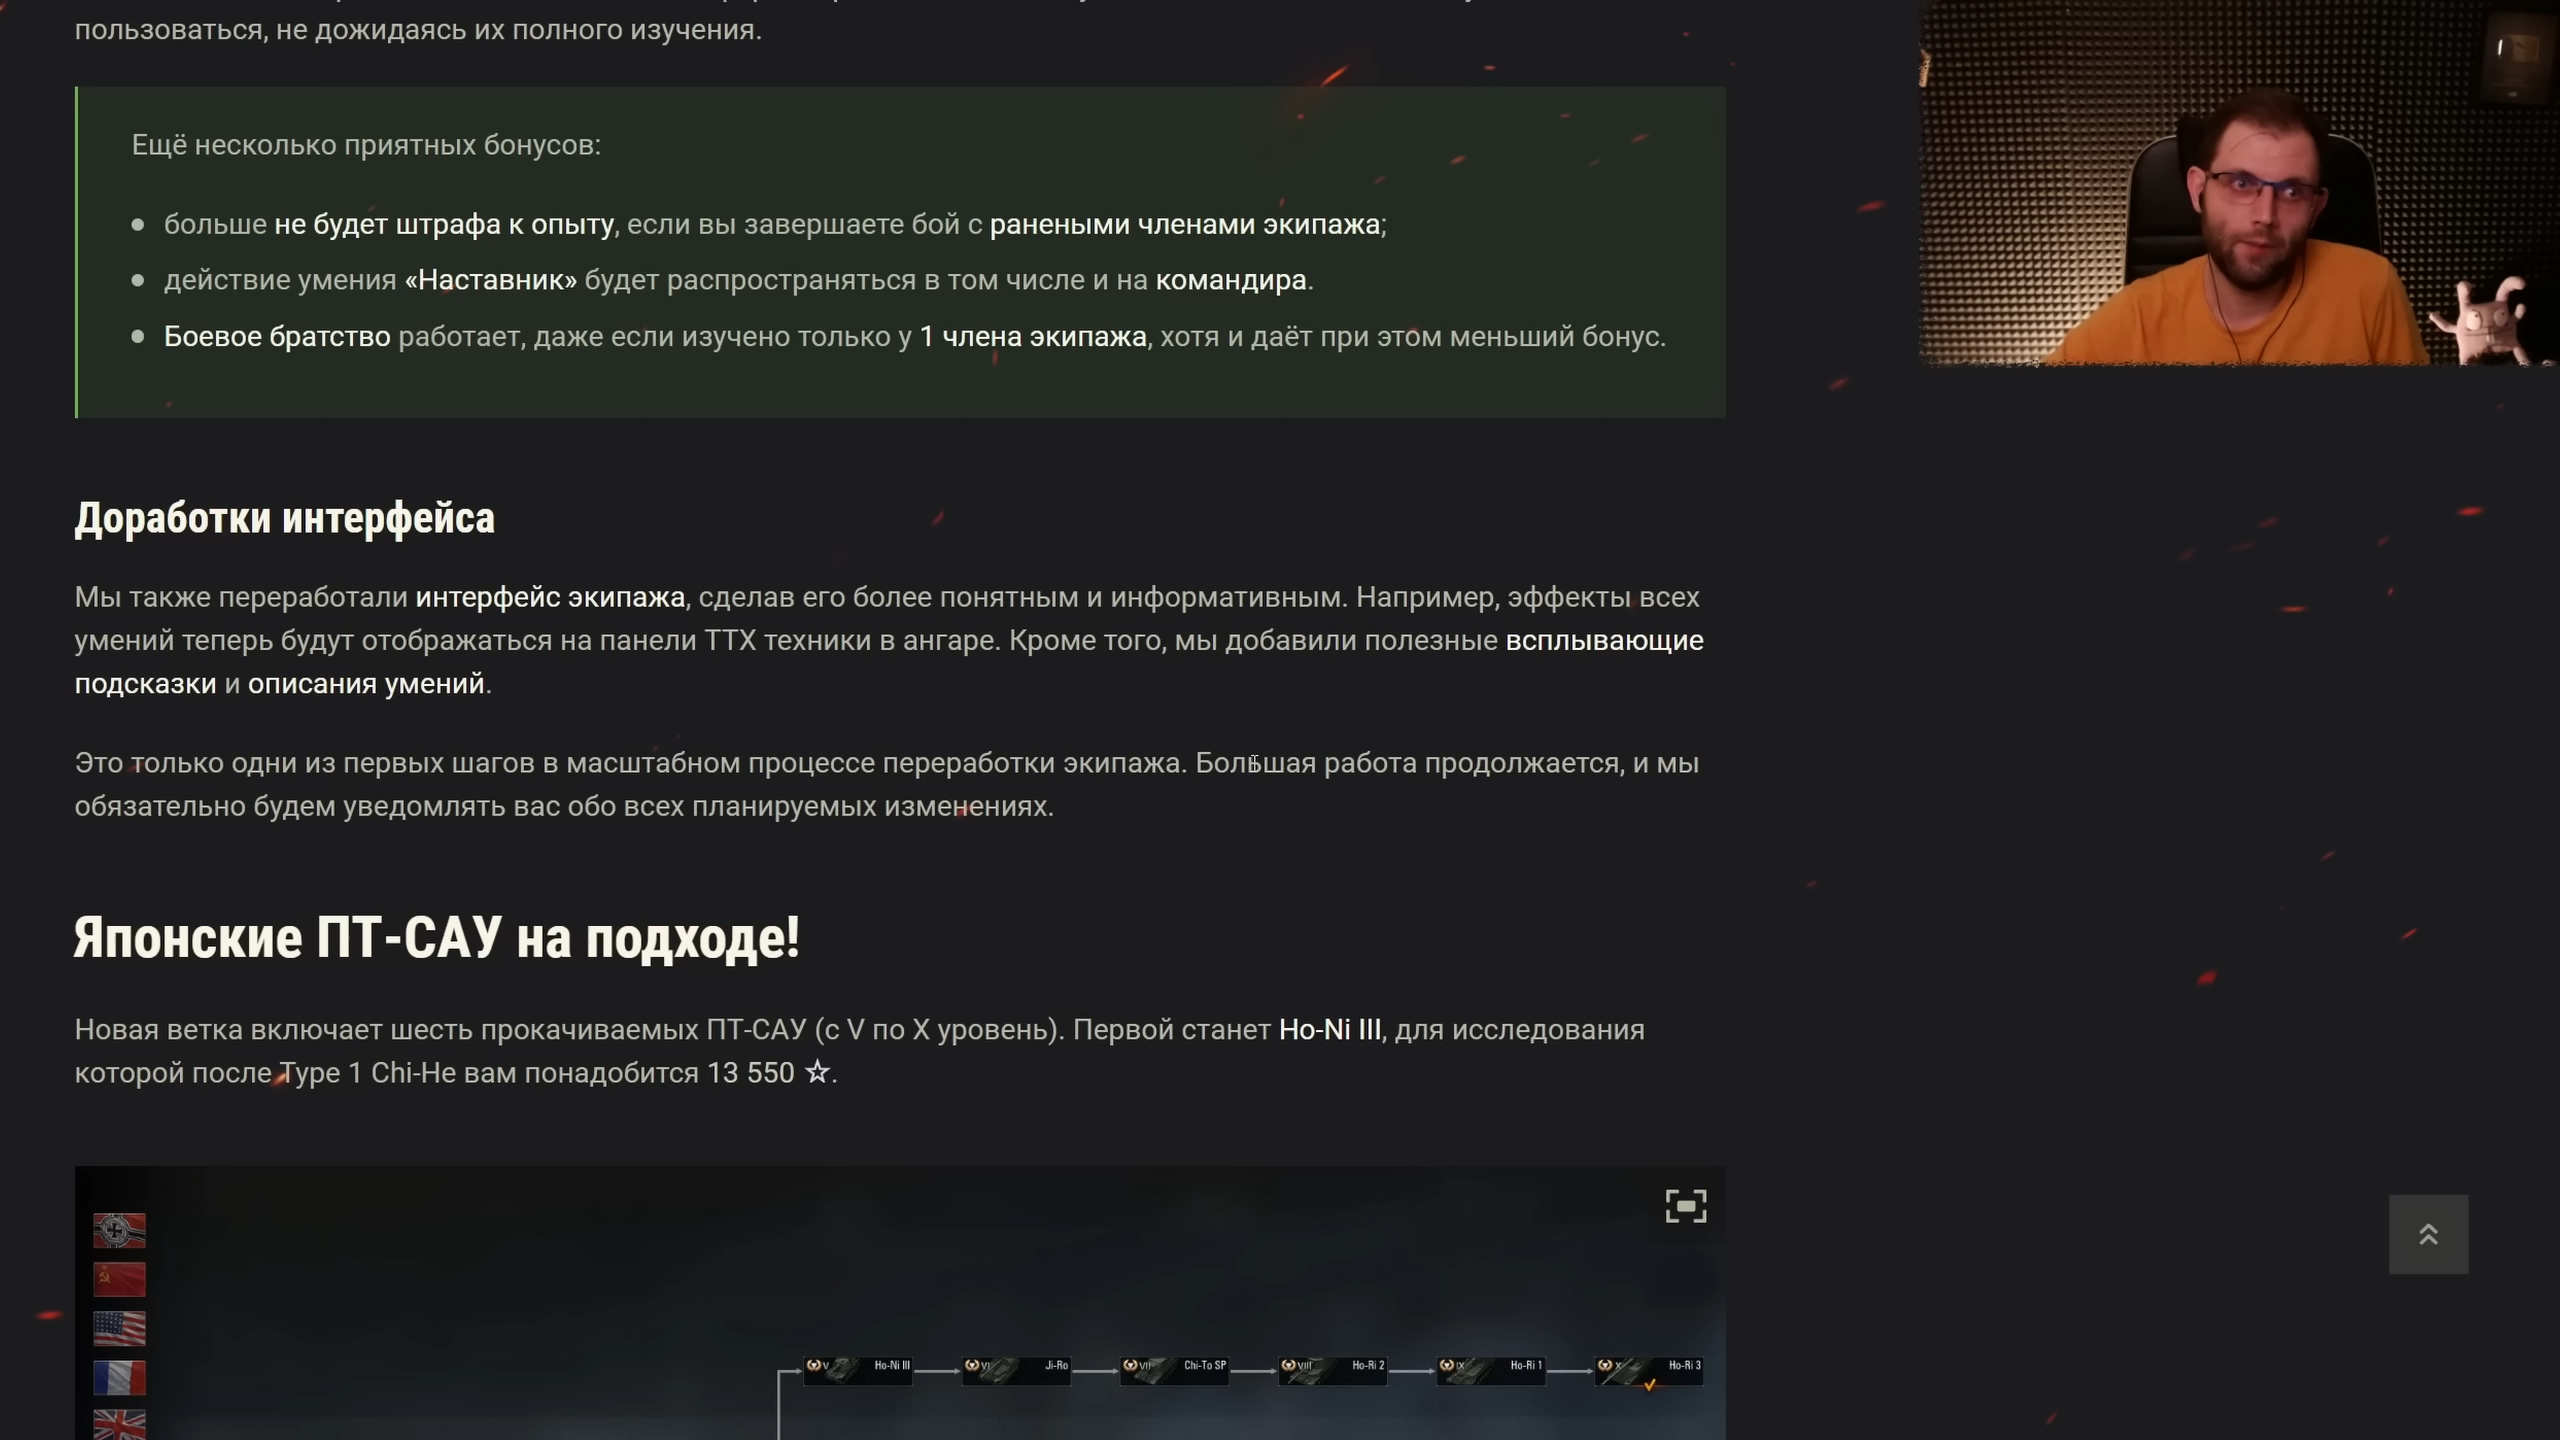 пользоваться, не дожидаясь их полного изучения.
Ещё несколько приятных бонусов:
больше не будет штрафа к опыту, если вы завершаете бой с ранеными членами экипажа;
действие умения «Наставник» будет распространяться в том числе и на командира.
Боевое братство работает, даже если изучено только у 1 члена экипажа, хотя и даёт при этом меньший бонус.
Доработки интерфейса
Мы также переработали интерфейс экипажа, сделав его более понятным и информативным. Например, эффекты всех
умений теперь будут отображаться на панели ТТХ техники в ангаре. Кроме того, мы добавили полезные всплывающие
подсказки и описания умений.
Это только одни из первых шагов в масштабном процессе переработки экипажа. Большая работа продолжается, и мы
обязательно будем уведомлять вас обо всех планируемых изменениях.
Японские ПТ-САУ на подходе!
Новая ветка включает шесть прокачиваемых ПТ-САУ (с V по X уровень). Первой станет Ho-Ni III, для исследования
которой после Type 1 Chi-He вам понадобится 13 550 ☆.
V Ho-Ni III VI Ji-Ro VII Chi-To SP VIII Ho-Ri 2 IX Ho-Ri 1 X Ho-Ri 3